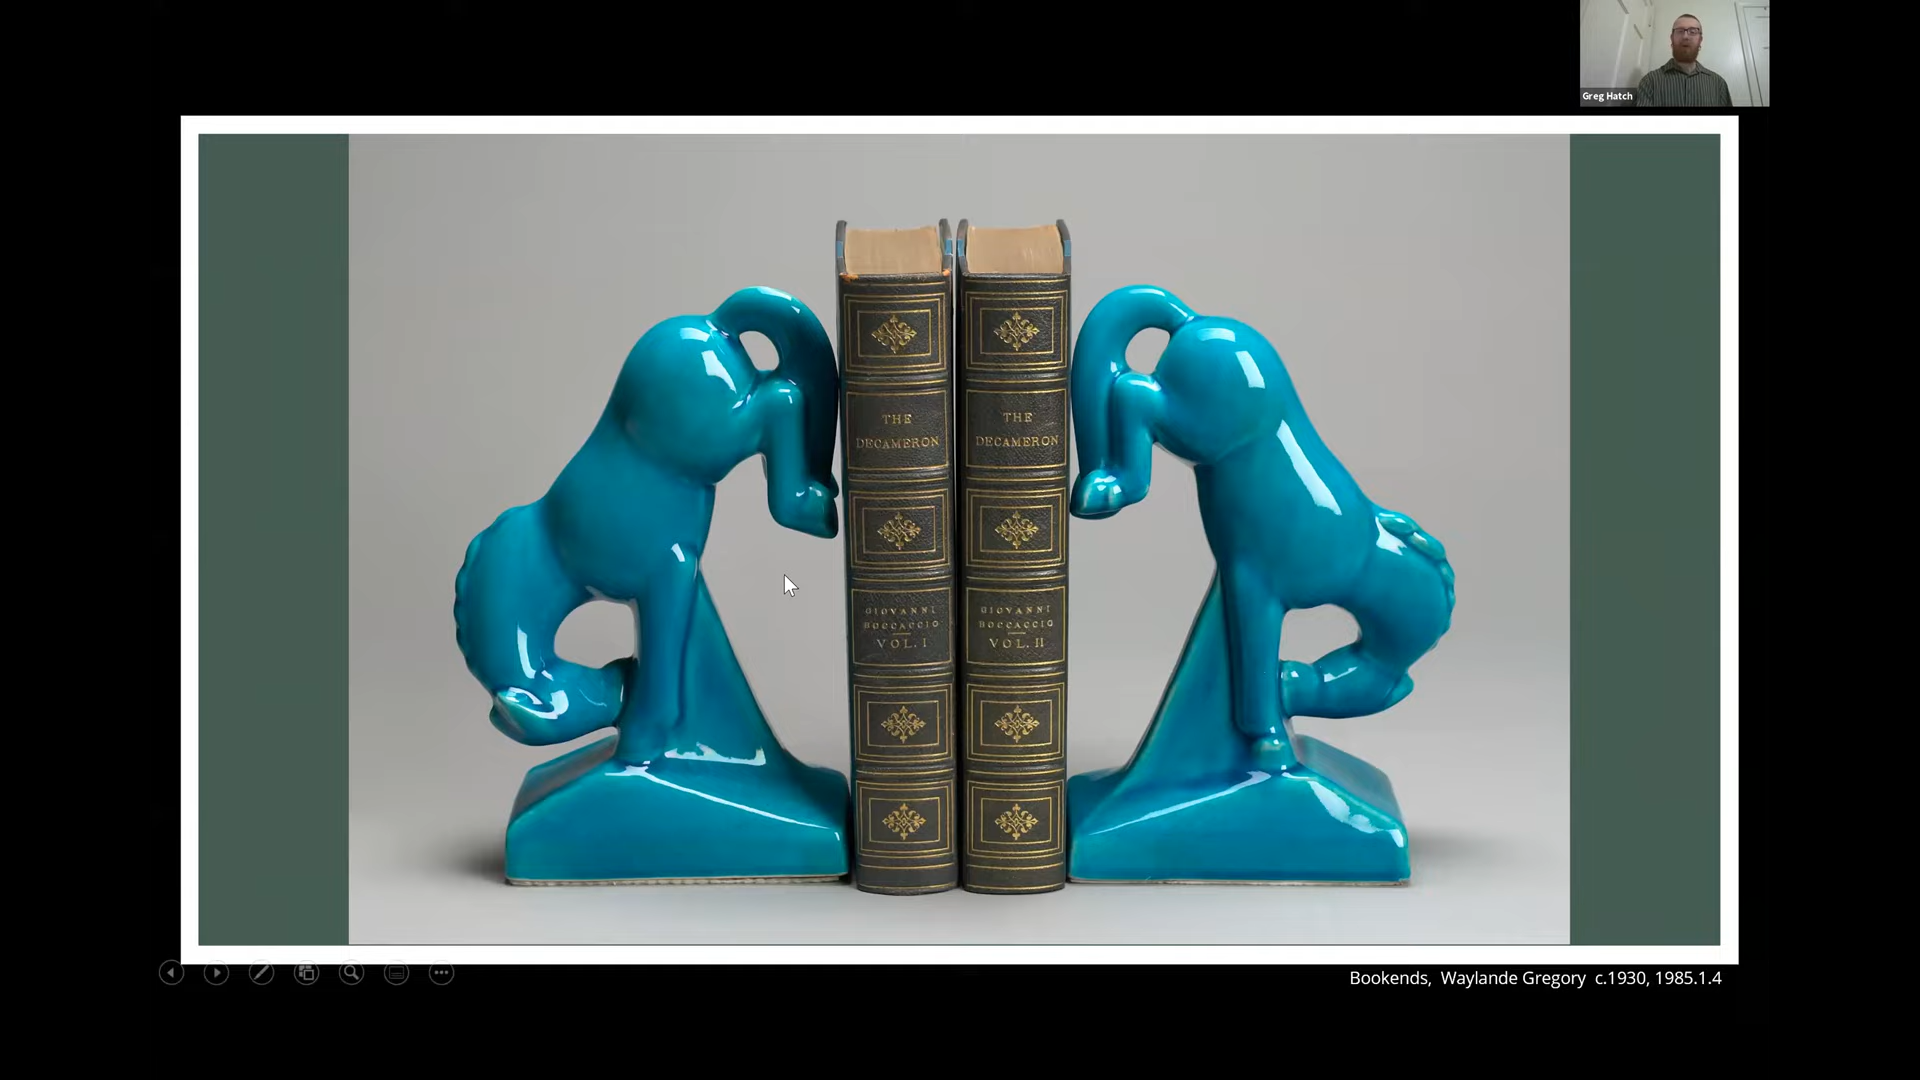 Greg Hatch
THE
DECAMERON
GIOVANNI
BOCCACCIO
VOL. I
THE
DECAMERON
GIOVANNI
BOCCACCIO
VOL. II
Bookends, Waylande Gregory c.1930, 1985.1.4